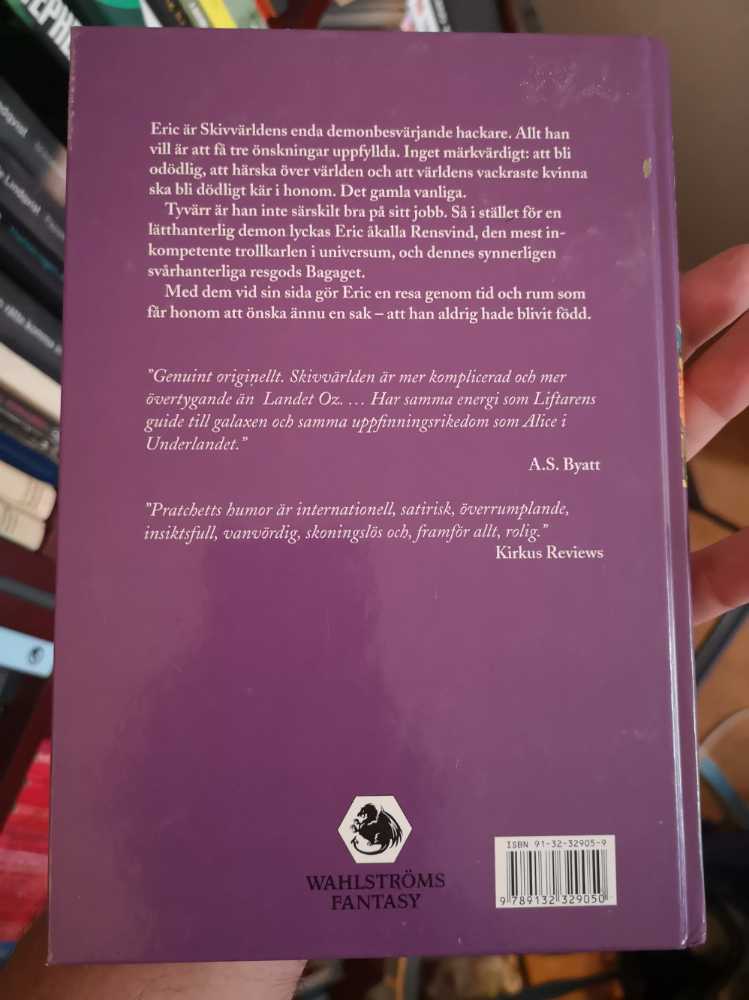 Eric är Skivvärldens enda demonbesvärjande hackare. Allt han
vill är att få tre önskningar uppfyllda. Inget märkvärdigt: att bli
odödlig, att härska över världen och att världens vackraste kvinna
ska bli dödligt kär i honom. Det gamla vanliga.
Tyvärr är han inte särskilt bra på sitt jobb. Så i stället för en
lätthanterlig demon lyckas Eric åkalla Rensvind, den mest in-
kompetente trollkarlen i universum, och dennes synnerligen
svårhanterliga resgods Bagaget.
Med dem vid sin sida gör Eric en resa genom tid och rum som
får honom att önska ännu en sak – att han aldrig hade blivit född.
"Genuint originellt. Skivvärlden är mer komplicerad och mer
övertygande än Landet Oz. … Har samma energi som Liftarens
guide till galaxen och samma uppfinningsrikedom som Alice i
Underlandet."
A.S. Byatt
"Pratchetts humor är internationell, satirisk, överrumplande,
insiktsfull, vanvördig, skoningslös och, framför allt, rolig."
Kirkus Reviews
WAHLSTRÖMS
FANTASY
ISBN 91-32-32905-9
9 789132 329050